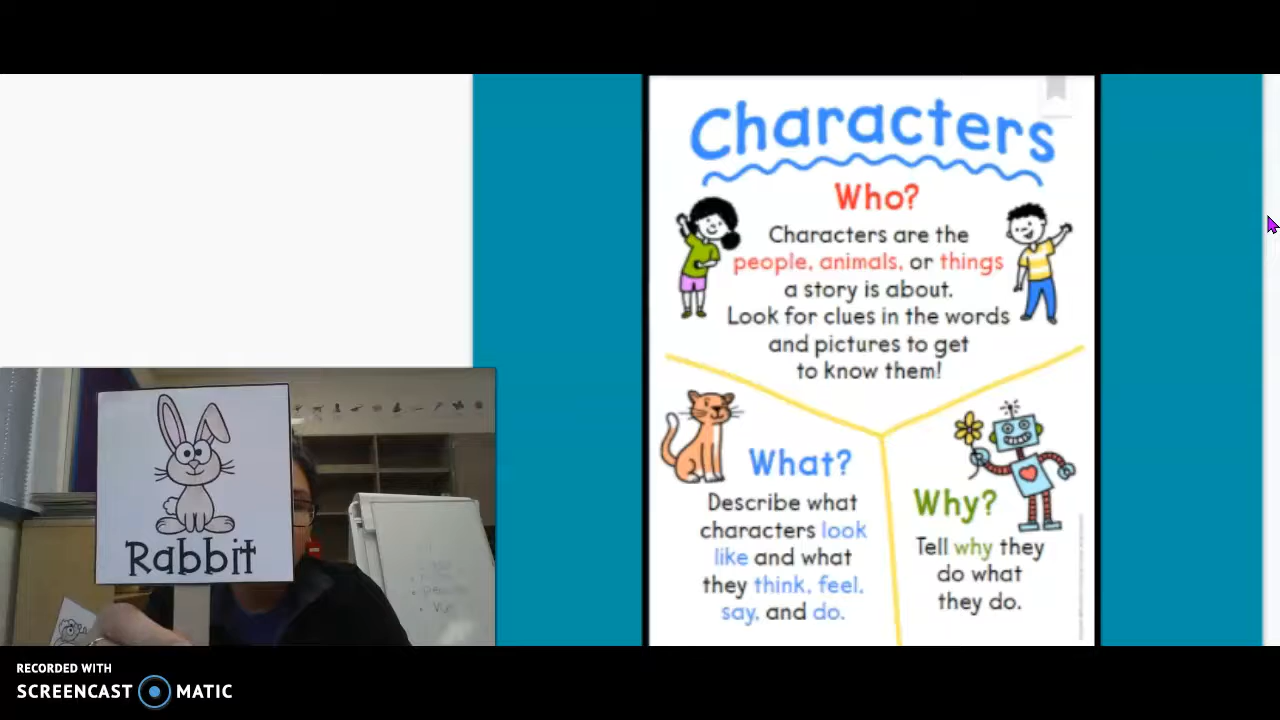 Characters
Who?
Characters are the
people, animals, or things
a story is about.
Look for clues in the words
and pictures to get
to know them!
What?
Describe what
characters look
like and what
they think, feel,
say, and do.
Why?
Tell why they
do what
they do.
Rabbit
RECORDED WITH
SCREENCAST MATIC